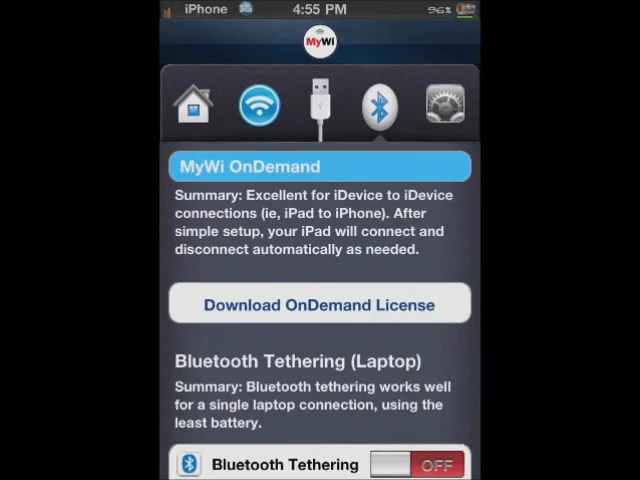 iPhone 4:55 PM 96%
MyWi
MyWi OnDemand
Summary: Excellent for iDevice to iDevice
connections (ie, iPad to iPhone). After
simple setup, your iPad will connect and
disconnect automatically as needed.
Download OnDemand License
Bluetooth Tethering (Laptop)
Summary: Bluetooth tethering works well
for a single laptop connection, using the
least battery.
Bluetooth Tethering OFF